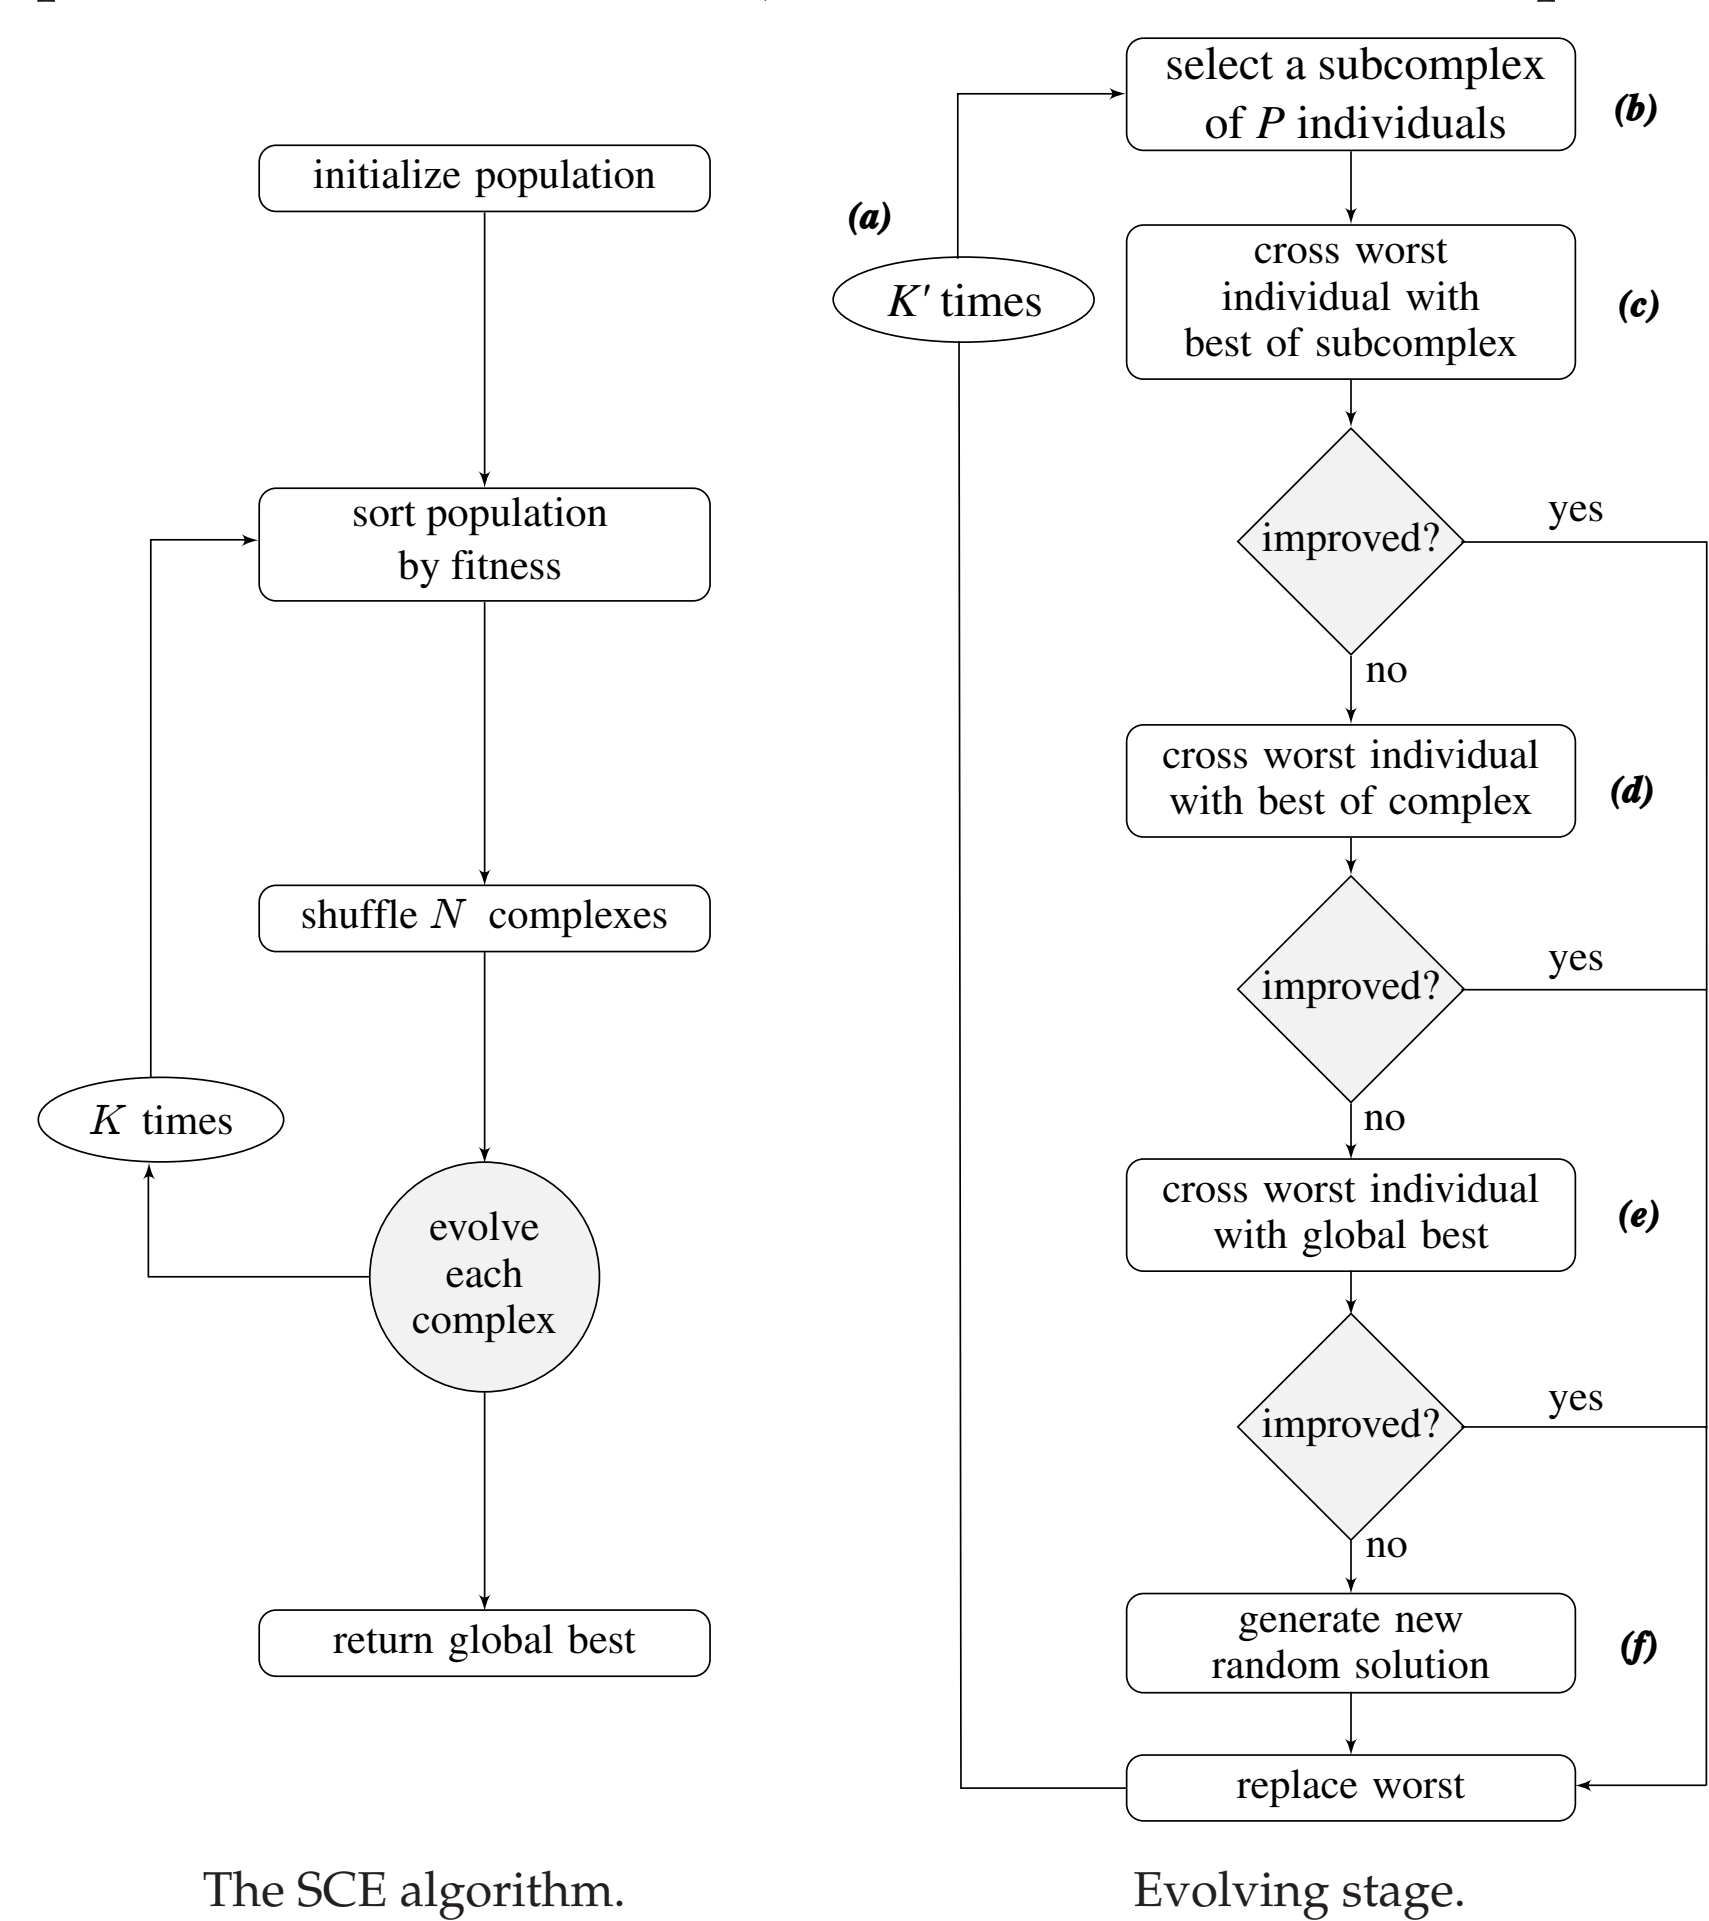 initialize population
sort population
by fitness
shuffle N complexes
K times
evolve
each
complex
return global best
The SCE algorithm.
(a)
K' times
select a subcomplex
of P individuals
(b)
cross worst
individual with
best of subcomplex
(c)
improved?
yes
no
cross worst individual
with best of complex
(d)
improved?
yes
no
cross worst individual
with global best
(e)
improved?
yes
no
generate new
random solution
(f)
replace worst
Evolving stage.